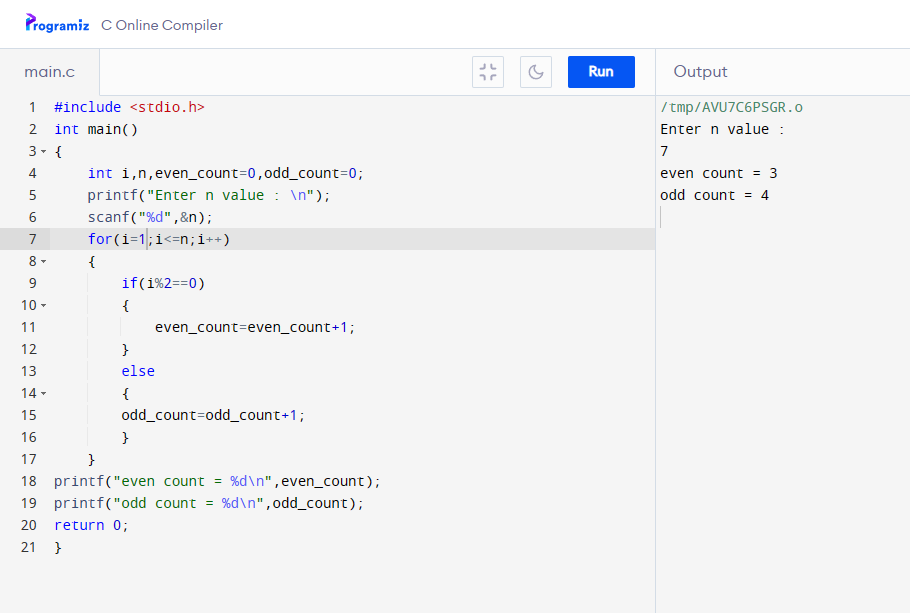 Programiz C Online Compiler
main.c Run Output
1 #include <stdio.h>
2 int main()
3 {
4 int i,n,even_count=0,odd_count=0;
5 printf("Enter n value : \n");
6 scanf("%d",&n);
7 for(i=1;i<=n;i++)
8 {
9 if(i%2==0)
10 {
11 even_count=even_count+1;
12 }
13 else
14 {
15 odd_count=odd_count+1;
16 }
17 }
18 printf("even count = %d\n",even_count);
19 printf("odd count = %d\n",odd_count);
20 return 0;
21 }
/tmp/AVU7C6PSGR.o
Enter n value :
7
even count = 3
odd count = 4